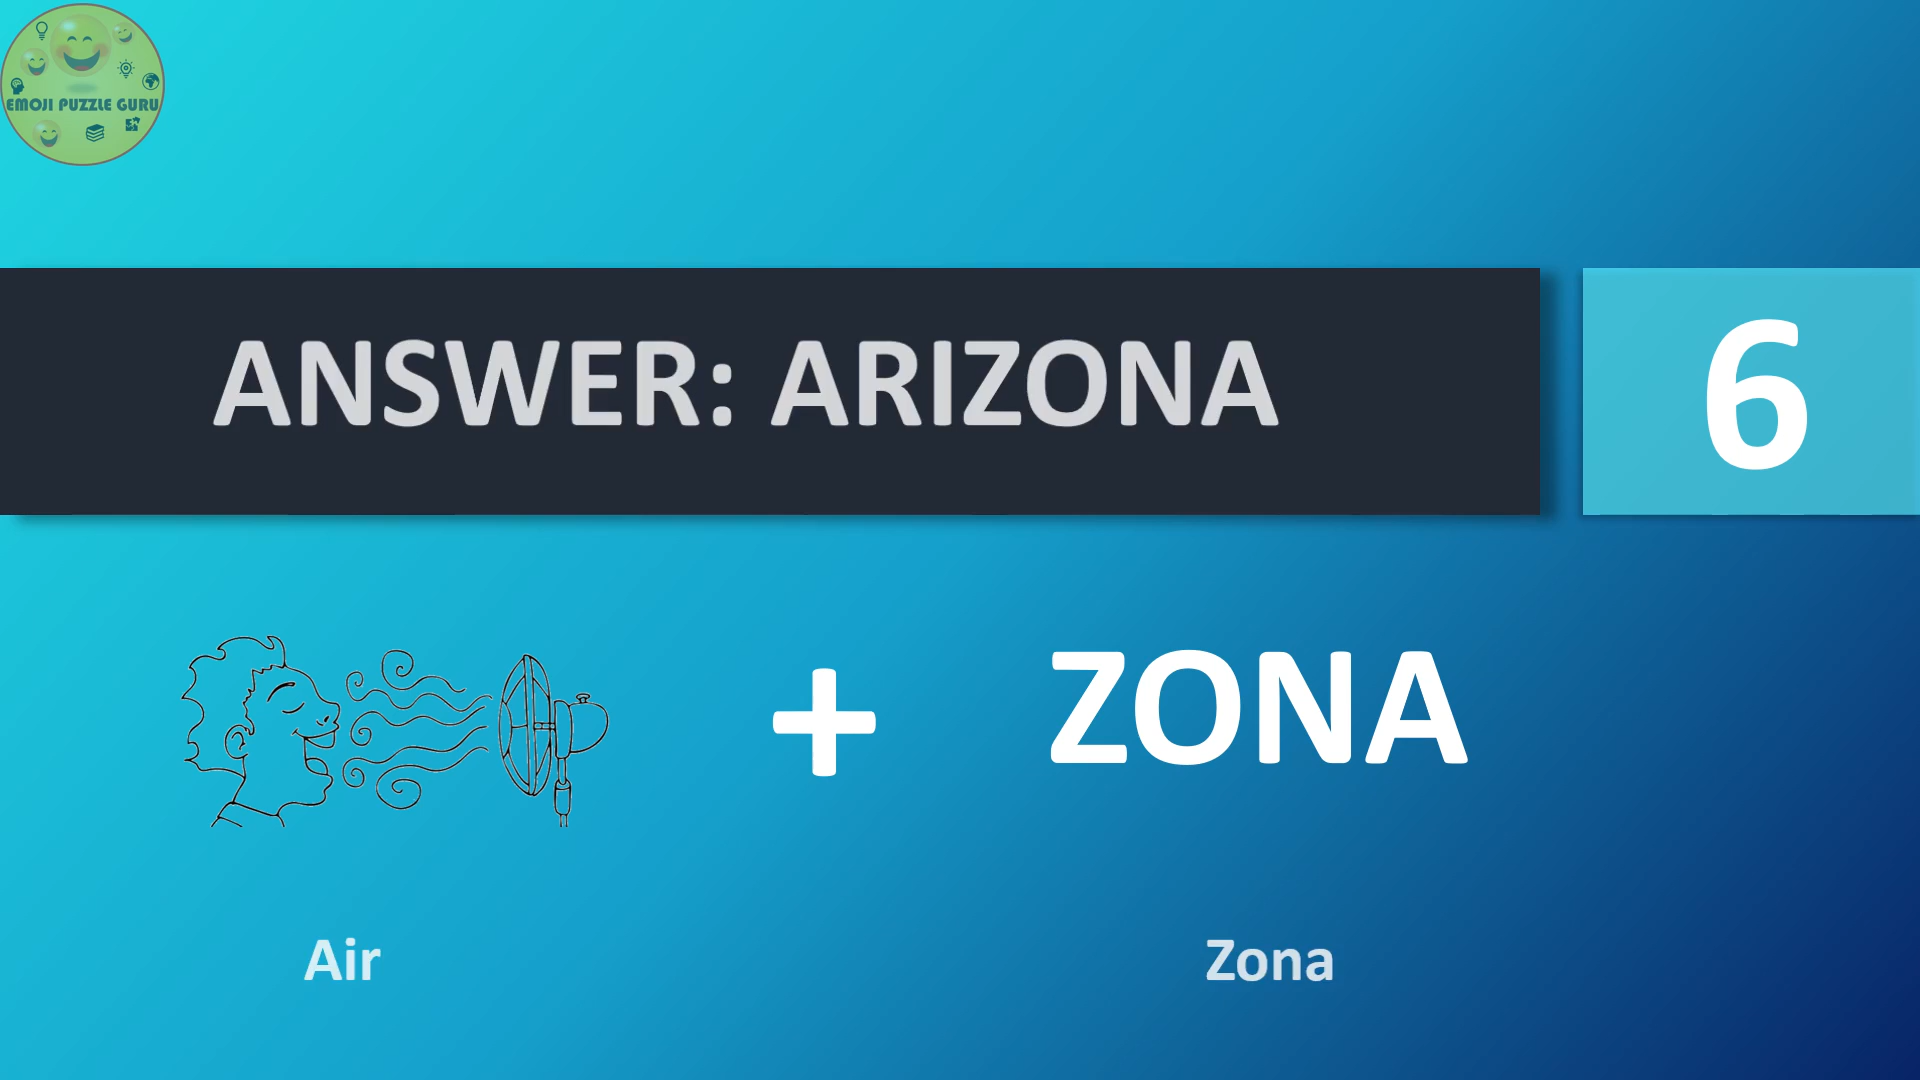 EMOJI PUZZLE GURU
ANSWER: ARIZONA
6
+ ZONA
Air
Zona